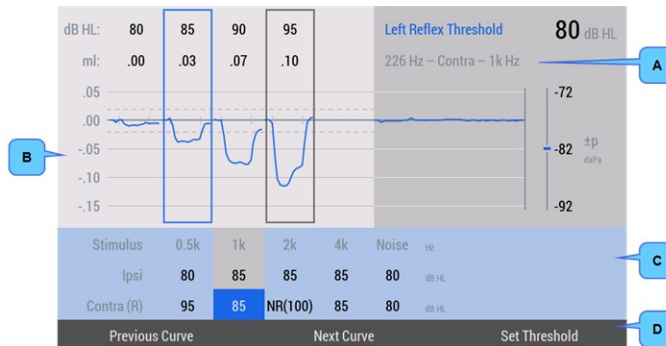 dB HL: 80 85 90 95
ml: .00 .03 .07 .10
Left Reflex Threshold 80 dB HL
226 Hz – Contra – 1k Hz
A
.05
.00
-.05
-.10
-.15
B
-72
-82
-92
±p
daPa
Stimulus 0.5k 1k 2k 4k Noise Hz
Ipsi 80 85 85 85 80 dB HL
Contra (R) 95 85 NR(100) 85 80 dB HL
C
Previous Curve Next Curve Set Threshold
D